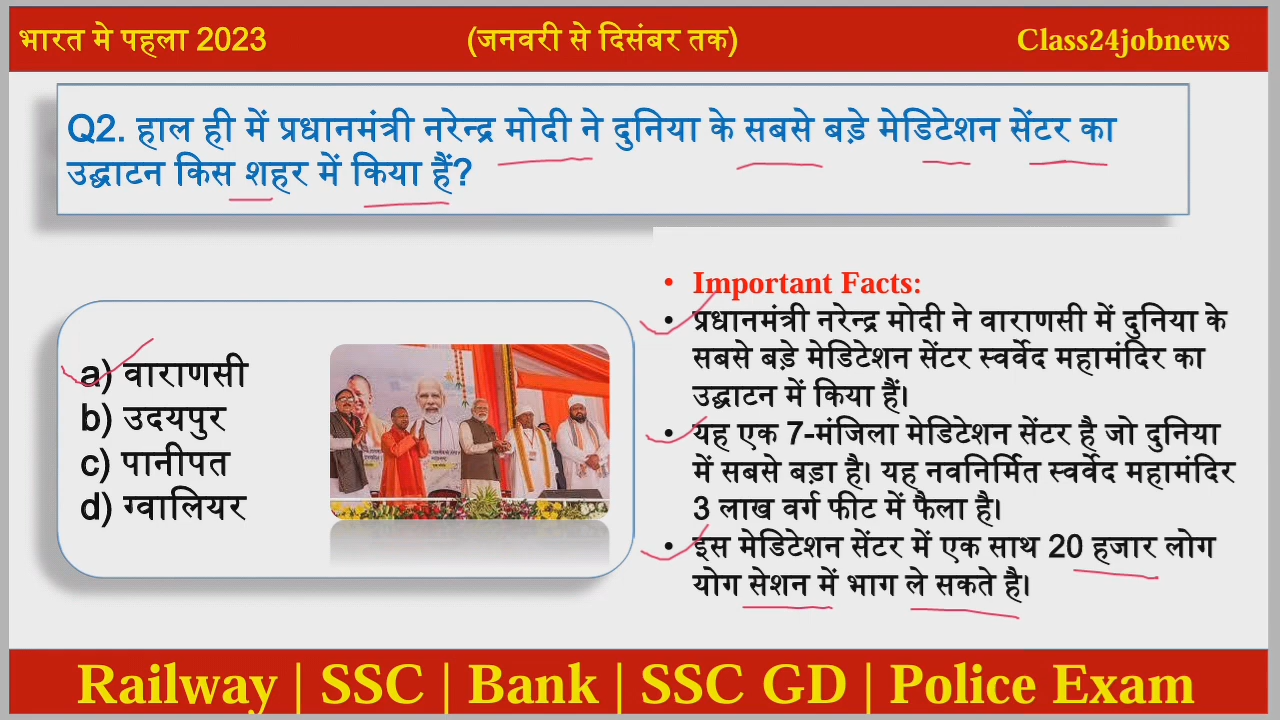 भारत मे पहला 2023 (जनवरी से दिसंबर तक) Class24jobnews
Q2. हाल ही में प्रधानमंत्री नरेन्द्र मोदी ने दुनिया के सबसे बड़े मेडिटेशन सेंटर का
उद्घाटन किस शहर में किया हैं?
a) वाराणसी
b) उदयपुर
c) पानीपत
d) ग्वालियर
• Important Facts:
• प्रधानमंत्री नरेन्द्र मोदी ने वाराणसी में दुनिया के
सबसे बड़े मेडिटेशन सेंटर स्वर्वेद महामंदिर का
उद्घाटन में किया हैं।
• यह एक 7-मंजिला मेडिटेशन सेंटर है जो दुनिया
में सबसे बड़ा है। यह नवनिर्मित स्वर्वेद महामंदिर
3 लाख वर्ग फीट में फैला है।
• इस मेडिटेशन सेंटर में एक साथ 20 हजार लोग
योग सेशन में भाग ले सकते है।
Railway | SSC | Bank | SSC GD | Police Exam